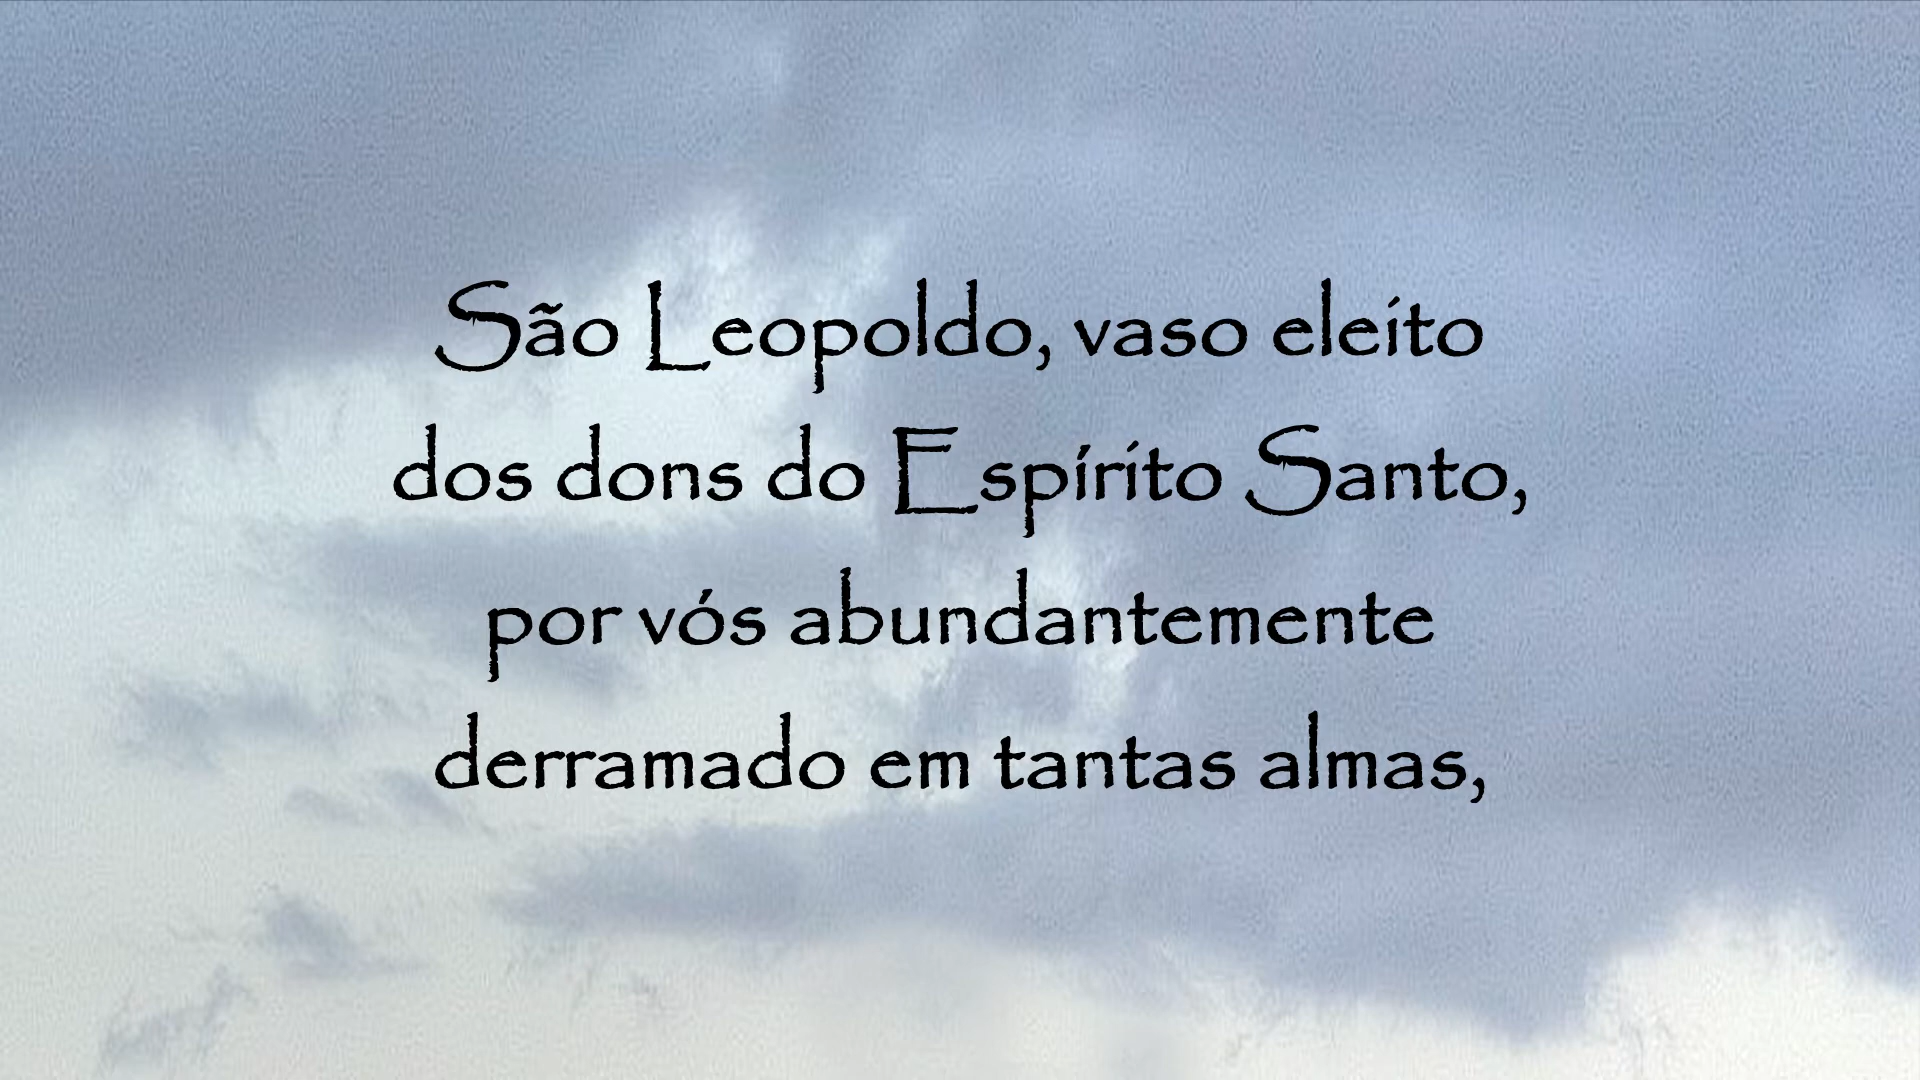 São Leopoldo, vaso eleito
dos dons do Espírito Santo,
por vós abundantemente
derramado em tantas almas,